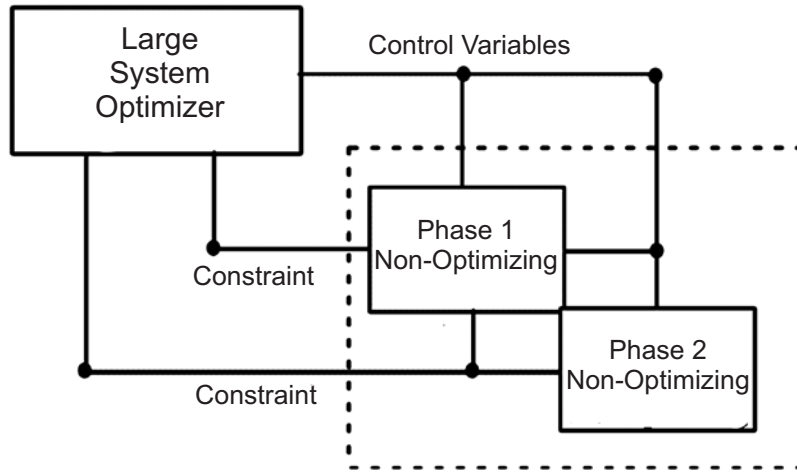 Large
System
Optimizer
Control Variables
Phase 1
Non-Optimizing
Constraint
Phase 2
Non-Optimizing
Constraint